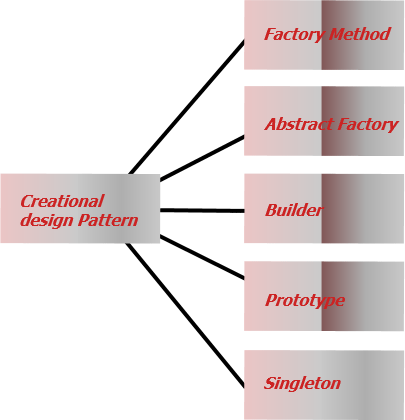 Factory Method
Abstract Factory
Creational
design Pattern
Builder
Prototype
Singleton